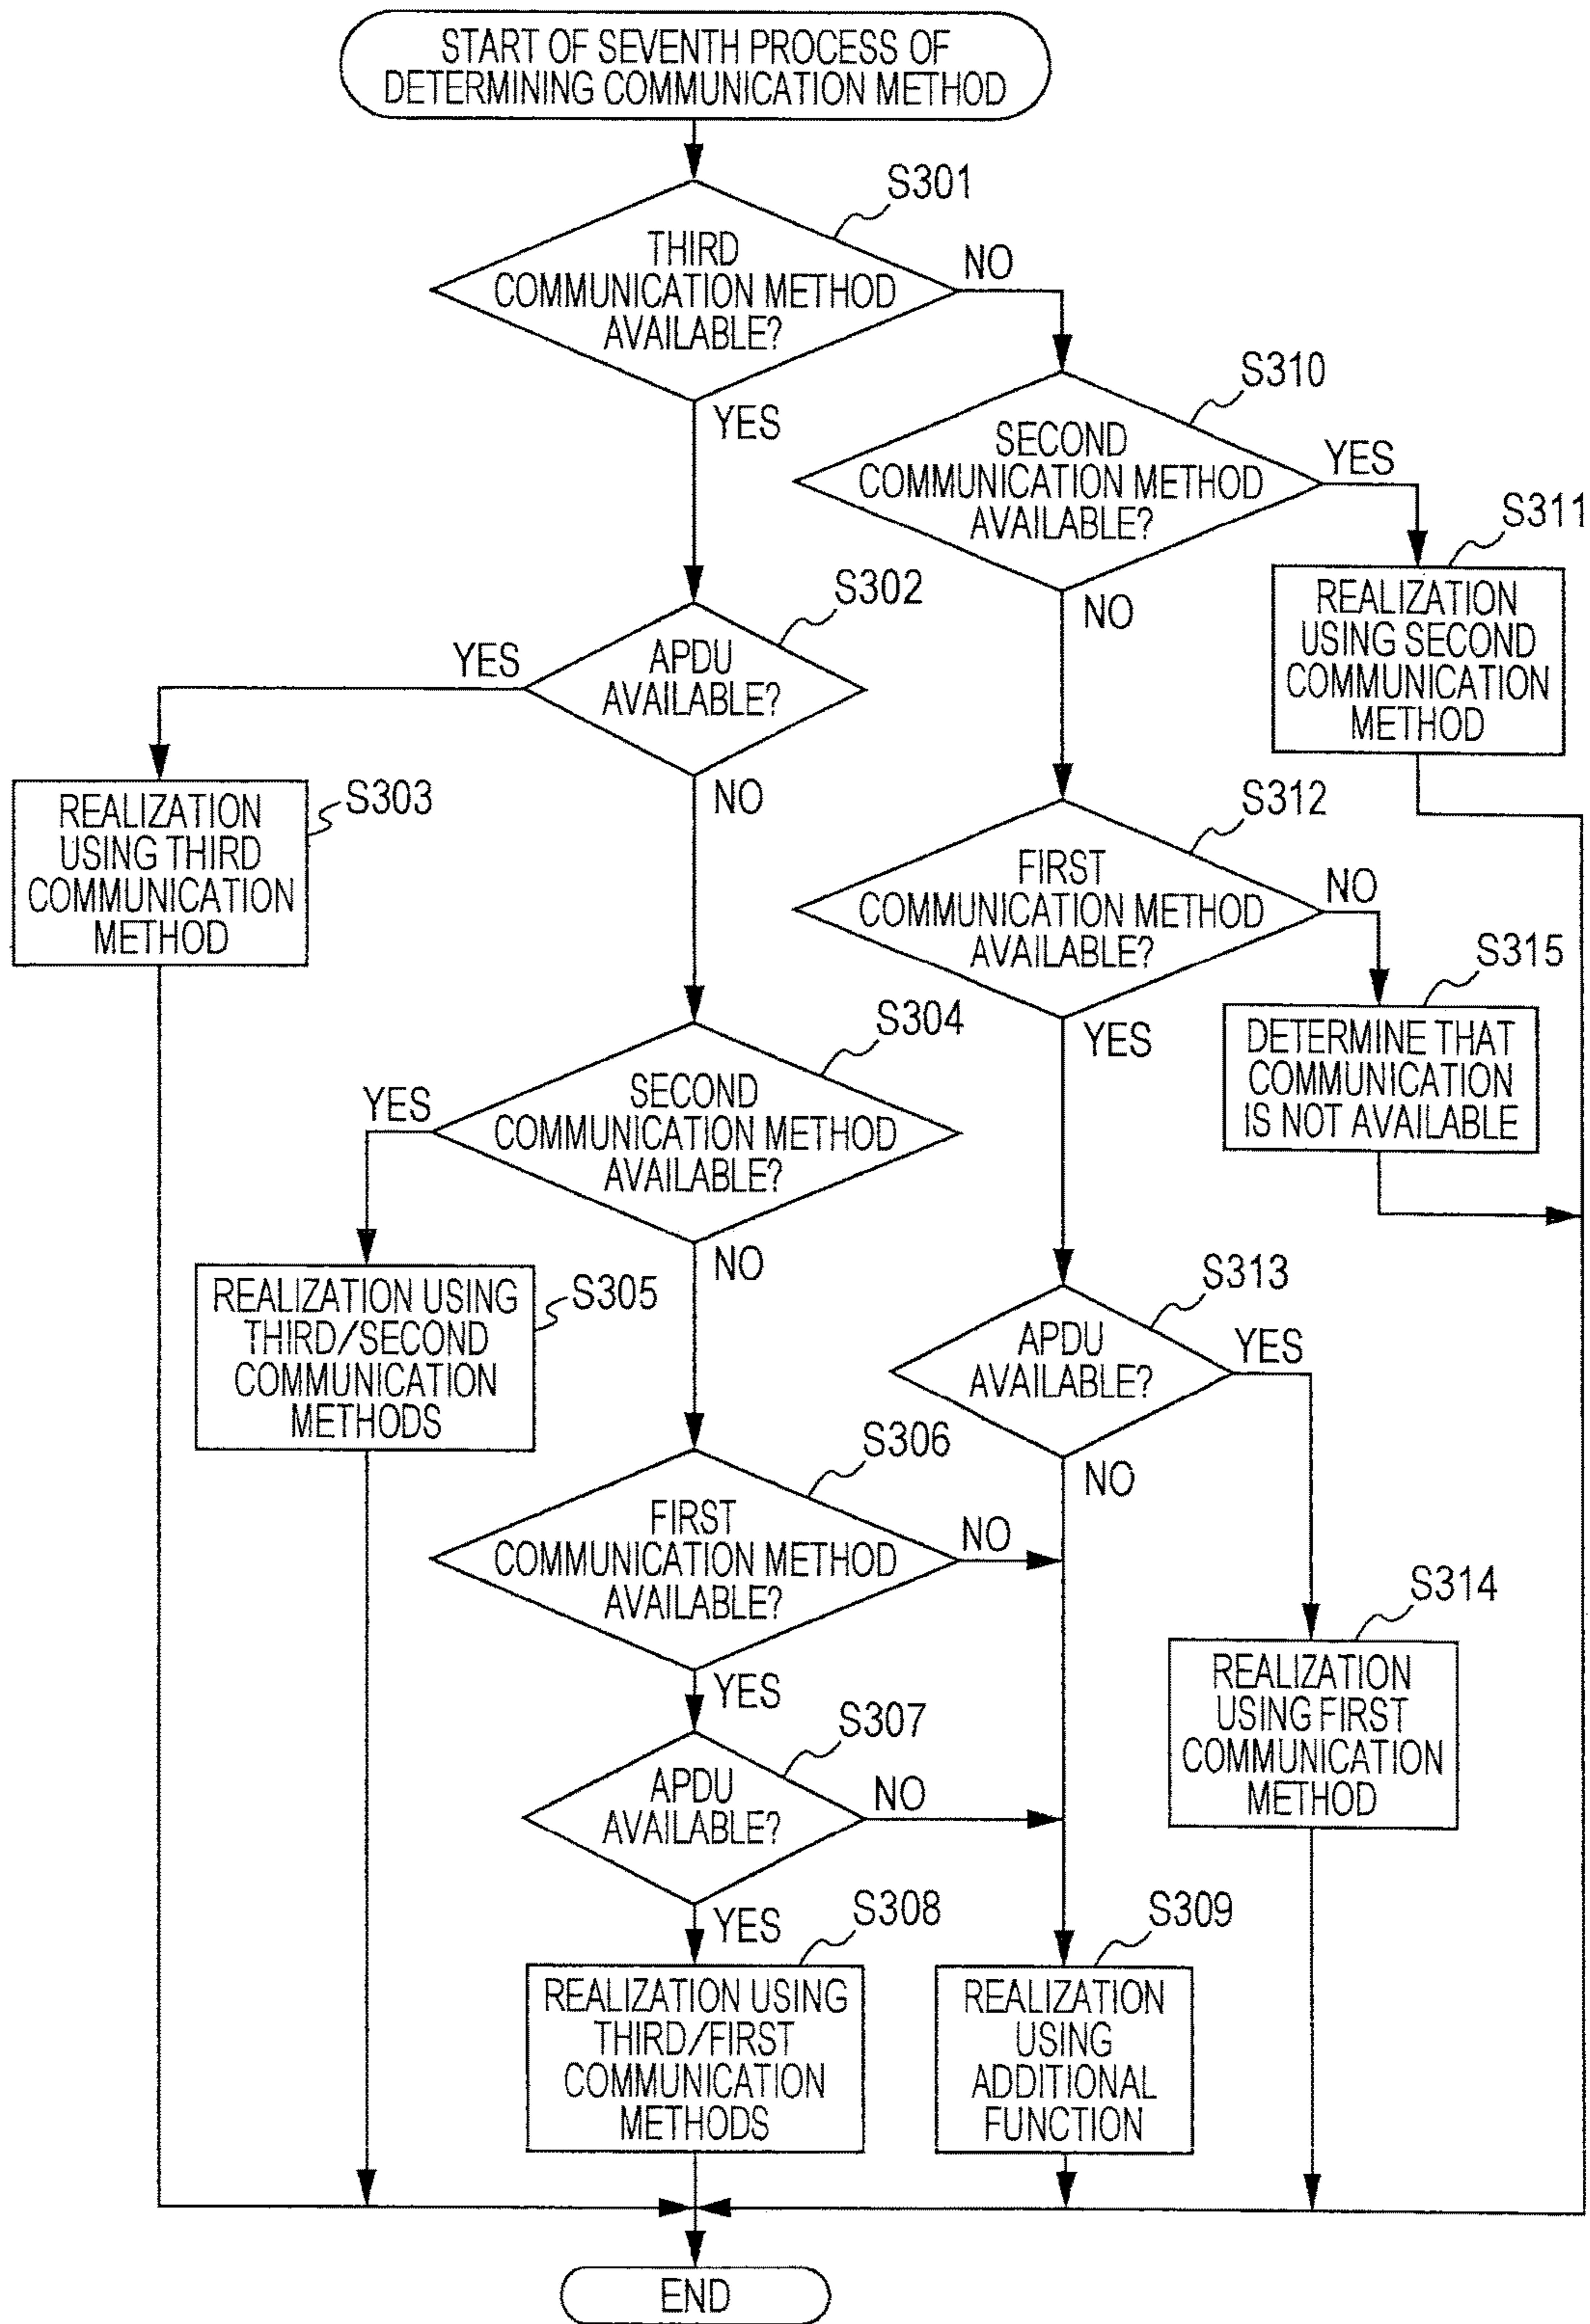 START OF SEVENTH PROCESS OF
DETERMINING COMMUNICATION METHOD
S301
THIRD
COMMUNICATION METHOD
AVAILABLE?
NO
YES
S310
SECOND
COMMUNICATION METHOD
AVAILABLE?
YES
NO
S311
REALIZATION
USING SECOND
COMMUNICATION
METHOD
S302
APDU
AVAILABLE?
YES
NO
S303
REALIZATION
USING THIRD
COMMUNICATION
METHOD
S312
FIRST
COMMUNICATION METHOD
AVAILABLE?
NO
YES
S315
DETERMINE THAT
COMMUNICATION
IS NOT AVAILABLE
S304
SECOND
COMMUNICATION METHOD
AVAILABLE?
YES
NO
S305
REALIZATION USING
THIRD/SECOND
COMMUNICATION
METHODS
S313
APDU
AVAILABLE?
YES
NO
S306
FIRST
COMMUNICATION METHOD
AVAILABLE?
NO
YES
S314
REALIZATION
USING FIRST
COMMUNICATION
METHOD
S307
APDU
AVAILABLE?
NO
YES
S308
REALIZATION USING
THIRD/FIRST
COMMUNICATION
METHODS
S309
REALIZATION
USING
ADDITIONAL
FUNCTION
END